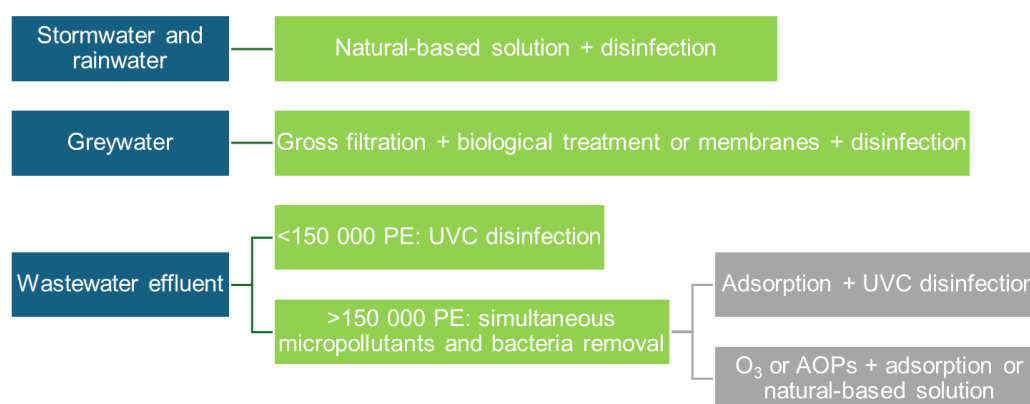 Stormwater and
rainwater
Natural-based solution + disinfection
Greywater
Gross filtration + biological treatment or membranes + disinfection
Wastewater effluent
<150 000 PE: UVC disinfection
>150 000 PE: simultaneous
micropollutants and bacteria removal
Adsorption + UVC disinfection
O₃ or AOPs + adsorption or
natural-based solution